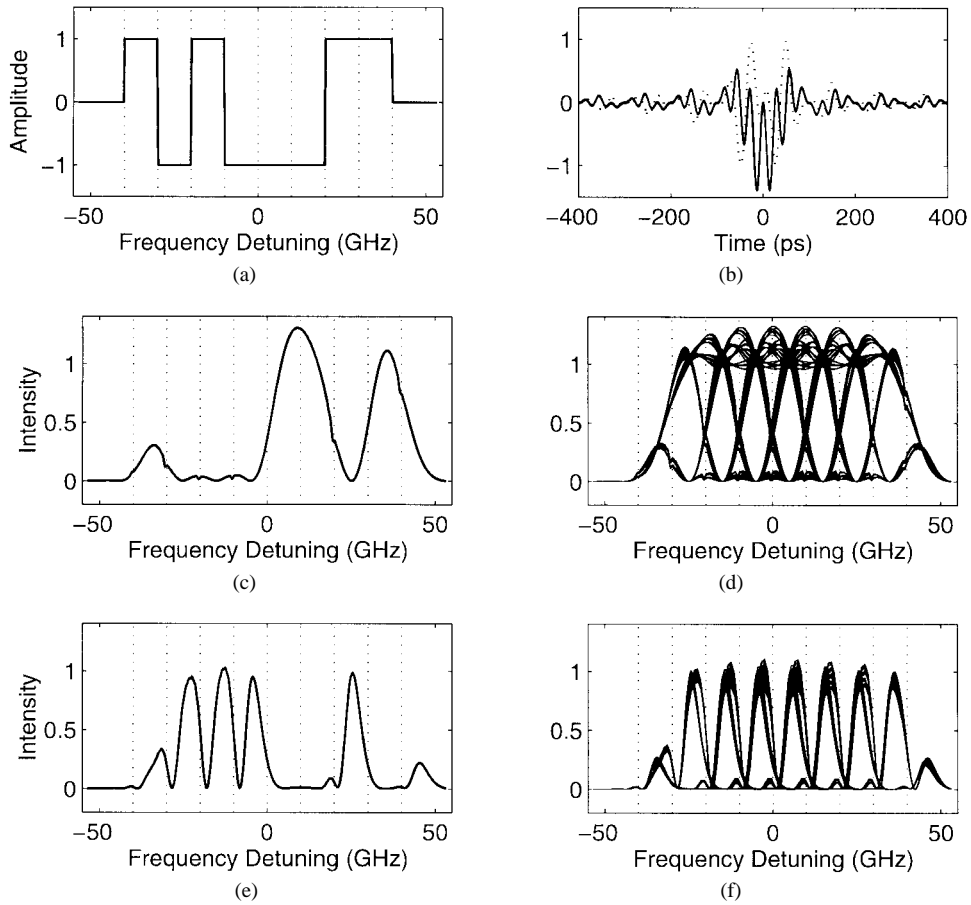 1
0
−1
Amplitude
−50
0
50
Frequency Detuning (GHz)
(a)
1
0
−1
−400
−200
0
200
400
Time (ps)
(b)
1
0.5
0
Intensity
−50
0
50
Frequency Detuning (GHz)
(c)
1
0.5
0
−50
0
50
Frequency Detuning (GHz)
(d)
1
0.5
0
Intensity
−50
0
50
Frequency Detuning (GHz)
(e)
1
0.5
0
−50
0
50
Frequency Detuning (GHz)
(f)